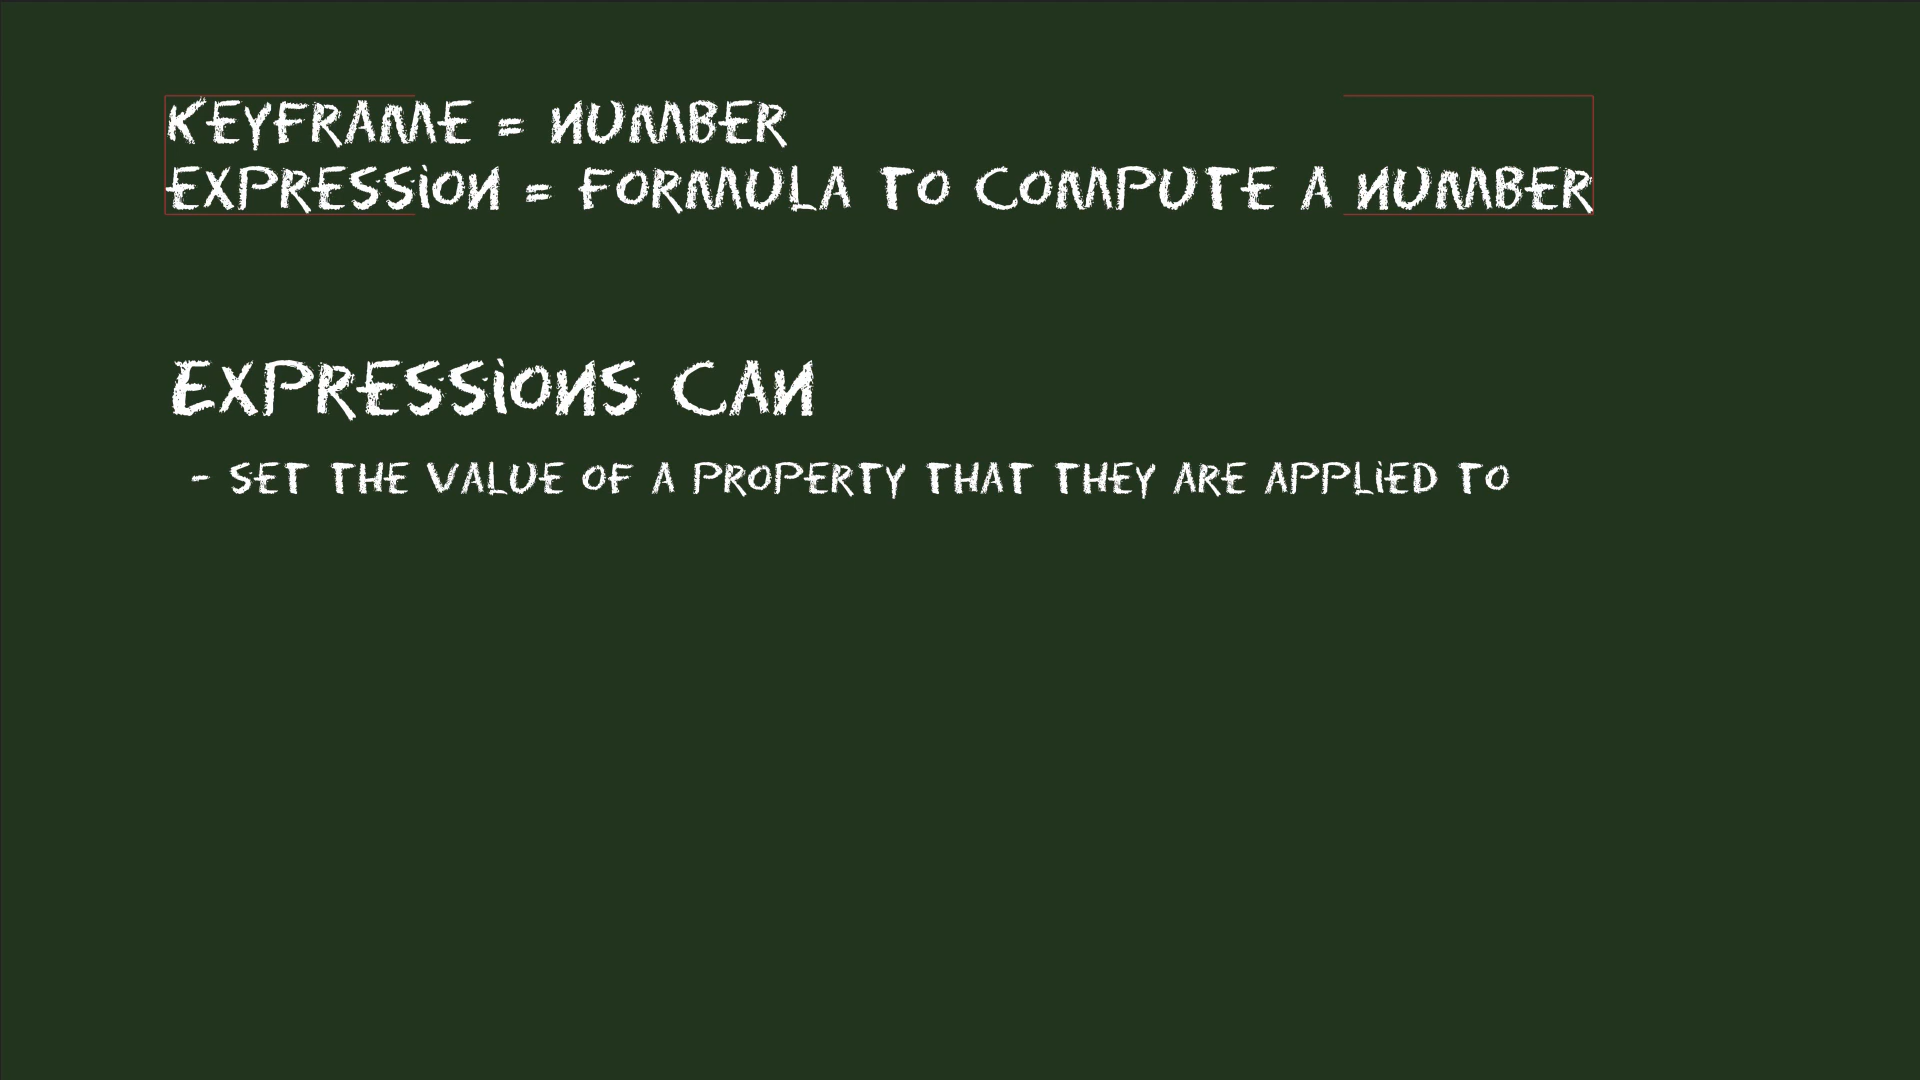 KEYFRAME = NUMBER
EXPRESSION = FORMULA TO COMPUTE A NUMBER
EXPRESSIONS CAN
- SET THE VALUE OF A PROPERTY THAT THEY ARE APPLIED TO